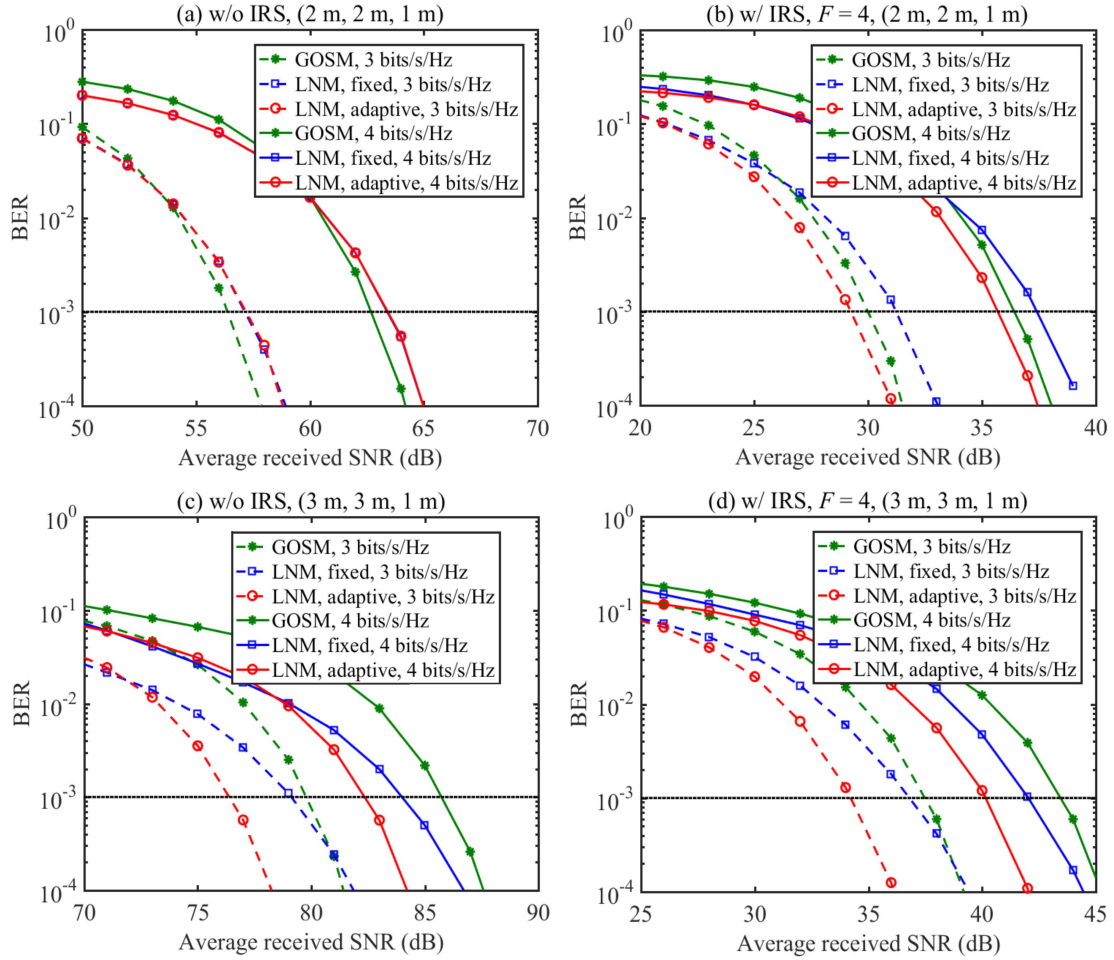 (a) w/o IRS, (2 m, 2 m, 1 m)
10^0
10^-1
10^-2
10^-3
10^-4
BER
GOSM, 3 bits/s/Hz
LNM, fixed, 3 bits/s/Hz
LNM, adaptive, 3 bits/s/Hz
GOSM, 4 bits/s/Hz
LNM, fixed, 4 bits/s/Hz
LNM, adaptive, 4 bits/s/Hz
50 55 60 65 70
Average received SNR (dB)
(b) w/ IRS, F = 4, (2 m, 2 m, 1 m)
10^0
10^-1
10^-2
10^-3
10^-4
BER
GOSM, 3 bits/s/Hz
LNM, fixed, 3 bits/s/Hz
LNM, adaptive, 3 bits/s/Hz
GOSM, 4 bits/s/Hz
LNM, fixed, 4 bits/s/Hz
LNM, adaptive, 4 bits/s/Hz
20 25 30 35 40
Average received SNR (dB)
(c) w/o IRS, (3 m, 3 m, 1 m)
10^0
10^-1
10^-2
10^-3
10^-4
BER
GOSM, 3 bits/s/Hz
LNM, fixed, 3 bits/s/Hz
LNM, adaptive, 3 bits/s/Hz
GOSM, 4 bits/s/Hz
LNM, fixed, 4 bits/s/Hz
LNM, adaptive, 4 bits/s/Hz
70 75 80 85 90
Average received SNR (dB)
(d) w/ IRS, F = 4, (3 m, 3 m, 1 m)
10^0
10^-1
10^-2
10^-3
10^-4
BER
GOSM, 3 bits/s/Hz
LNM, fixed, 3 bits/s/Hz
LNM, adaptive, 3 bits/s/Hz
GOSM, 4 bits/s/Hz
LNM, fixed, 4 bits/s/Hz
LNM, adaptive, 4 bits/s/Hz
25 30 35 40 45
Average received SNR (dB)